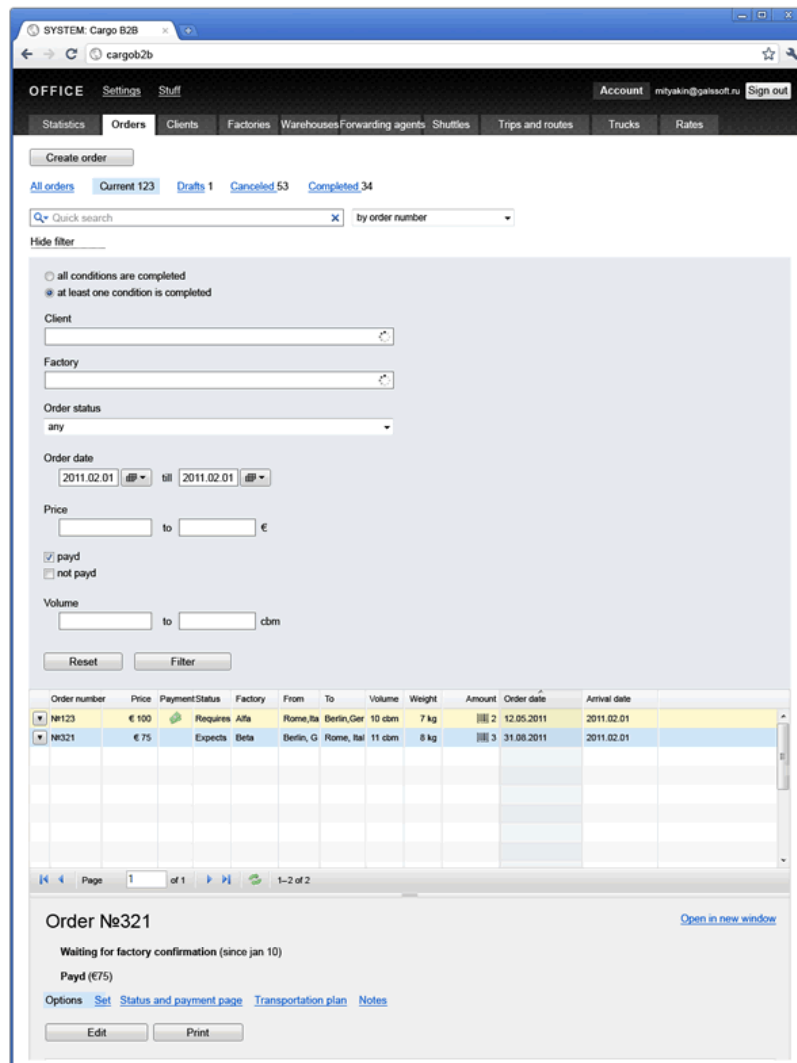 SYSTEM: Cargo B2B
cargob2b
OFFICE Settings Stuff Account mityakin@galssoft.ru Sign out
Statistics Orders Clients Factories Warehouses Forwarding agents Shuttles Trips and routes Trucks Rates
Create order
All orders Current 123 Drafts 1 Canceled 53 Completed 34
Quick search by order number
Hide filter
all conditions are completed
at least one condition is completed
Client
Factory
Order status
any
Order date
2011.02.01 till 2011.02.01
Price
to €
payd
not payd
Volume
to cbm
Reset Filter
Order number Price Payment Status Factory From To Volume Weight Amount Order date Arrival date
№123 € 100 Requires Alfa Rome,Ita Berlin,Ger 10 cbm 7 kg 2 12.05.2011 2011.02.01
№321 € 75 Expects Beta Berlin, G Rome, Ital 11 cbm 8 kg 3 31.08.2011 2011.02.01
Page 1 of 1 1–2 of 2
Order №321 Open in new window
Waiting for factory confirmation (since jan 10)
Payd (€75)
Options Set Status and payment page Transportation plan Notes
Edit Print